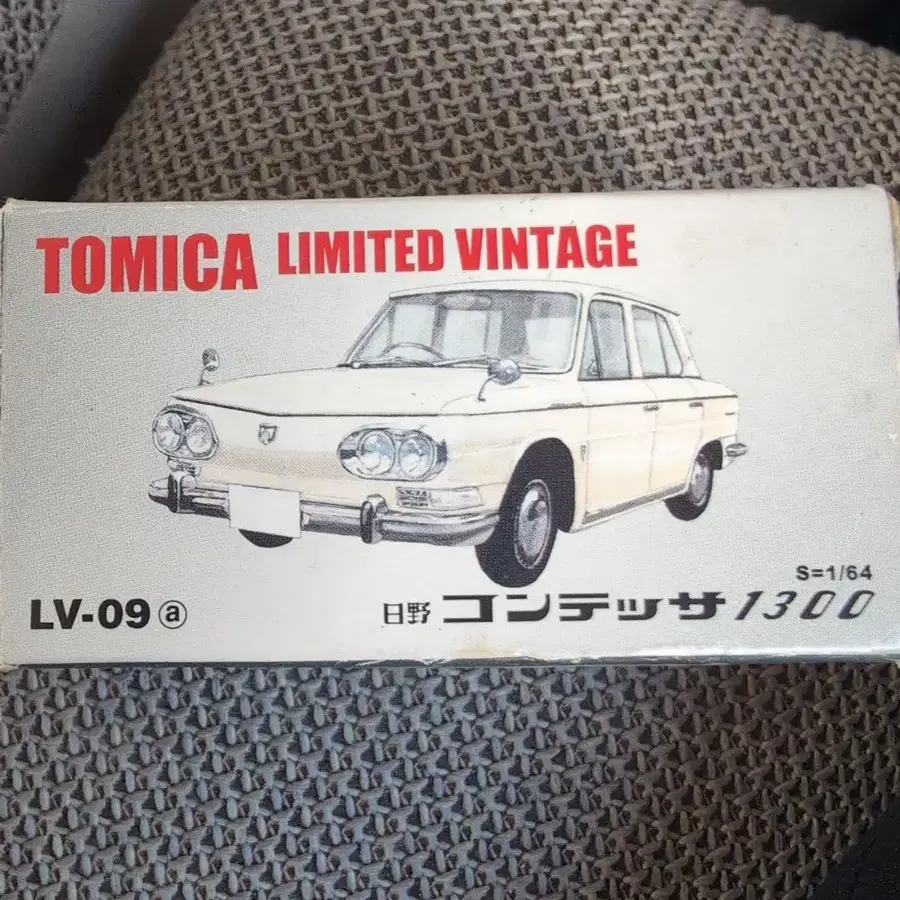 TOMICA LIMITED VINTAGE
S=1/64
LV-09 ⓐ 日野 コンテッサ 1300